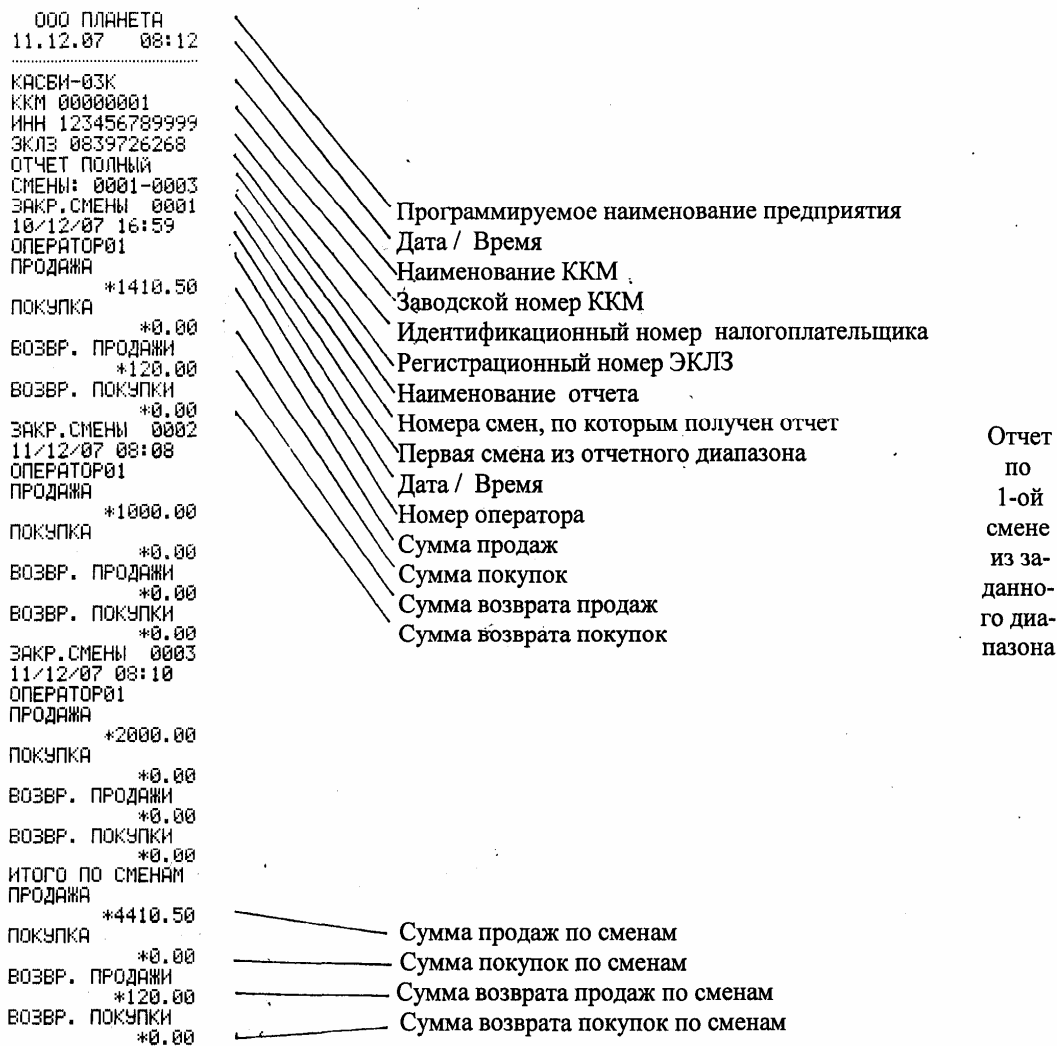 ООО ПЛАНЕТА
11.12.07 08:12
КАСБИ-03К
ККМ 00000001
ИНН 123456789999
ЭКЛЗ 0839726268
ОТЧЕТ ПОЛНЫЙ
СМЕНЫ: 0001-0003
ЗАКР.СМЕНЫ 0001
10/12/07 16:59
ОПЕРАТОР01
ПРОДАЖА
*1410.50
ПОКУПКА
*0.00
ВОЗВР. ПРОДАЖИ
*120.00
ВОЗВР. ПОКУПКИ
*0.00
ЗАКР.СМЕНЫ 0002
11/12/07 08:08
ОПЕРАТОР01
ПРОДАЖА
*1000.00
ПОКУПКА
*0.00
ВОЗВР. ПРОДАЖИ
*0.00
ВОЗВР. ПОКУПКИ
*0.00
ЗАКР.СМЕНЫ 0003
11/12/07 08:10
ОПЕРАТОР01
ПРОДАЖА
*2000.00
ПОКУПКА
*0.00
ВОЗВР. ПРОДАЖИ
*0.00
ВОЗВР. ПОКУПКИ
*0.00
ИТОГО ПО СМЕНАМ
ПРОДАЖА
*4410.50
ПОКУПКА
*0.00
ВОЗВР. ПРОДАЖИ
*120.00
ВОЗВР. ПОКУПКИ
*0.00
Программируемое наименование предприятия
Дата / Время
Наименование ККМ
Заводской номер ККМ
Идентификационный номер налогоплательщика
Регистрационный номер ЭКЛЗ
Наименование отчета
Номера смен, по которым получен отчет
Первая смена из отчетного диапазона
Дата / Время
Номер оператора
Сумма продаж
Сумма покупок
Сумма возврата продаж
Сумма возврата покупок
Сумма продаж по сменам
Сумма покупок по сменам
Сумма возврата продаж по сменам
Сумма возврата покупок по сменам
Отчет
по
1-ой
смене
из за-
данно-
го диа-
пазона